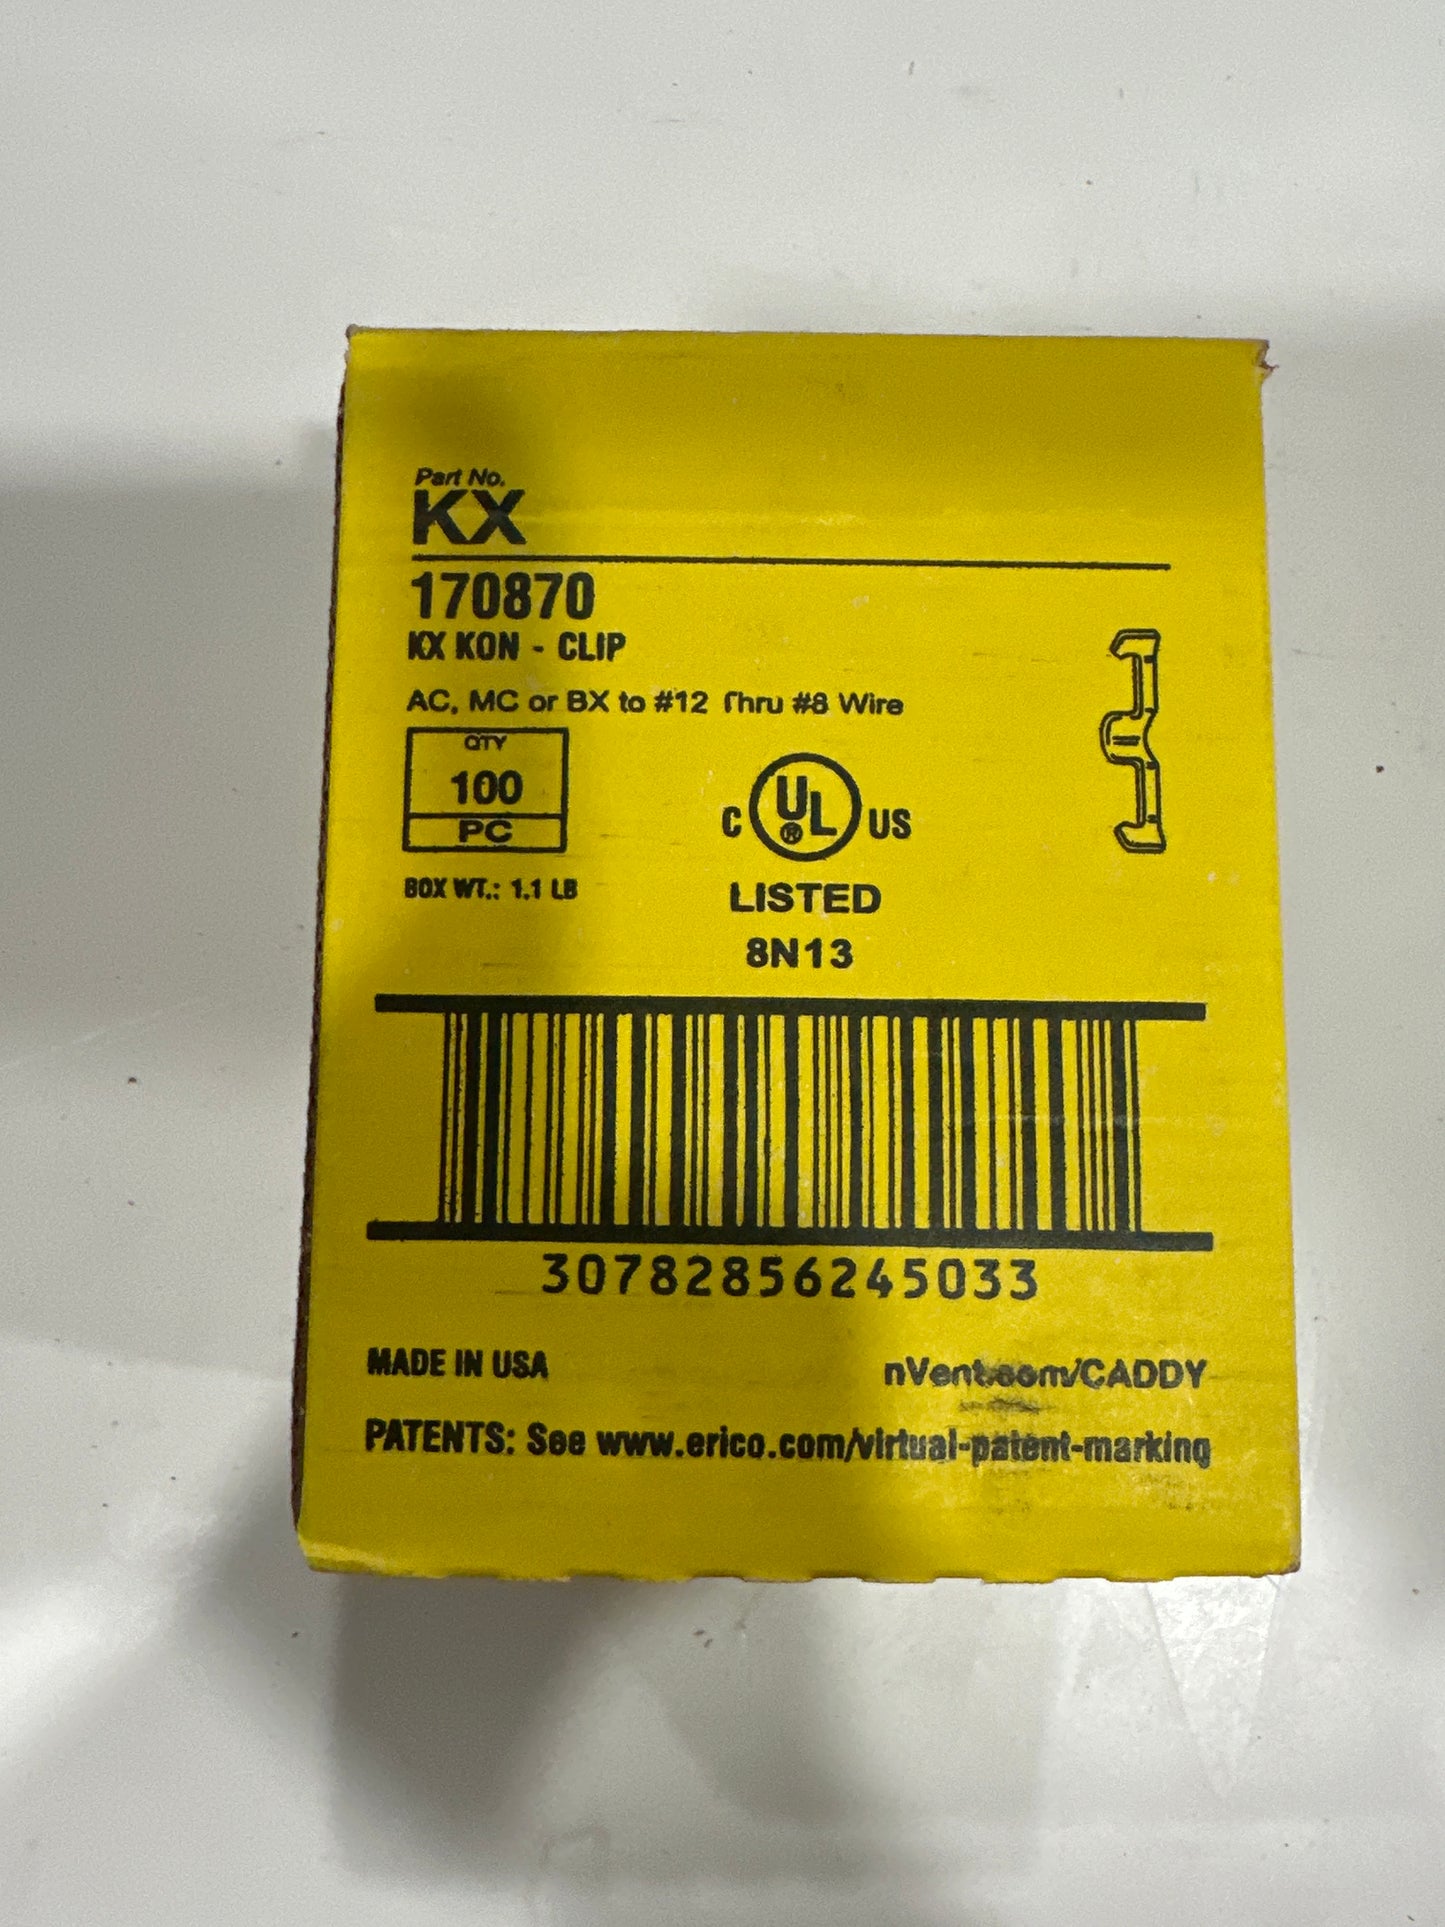 Part No.
KX
170870
KX KON - CLIP
AC, MC or BX to #12 Thru #8 Wire
QTY
100
PC
BOX WT.: 1.1 LB
C UL® US
LISTED
8N13
30782856245033
MADE IN USA
nVent.com/CADDY
PATENTS: See www.erico.com/virtual-patent-marking